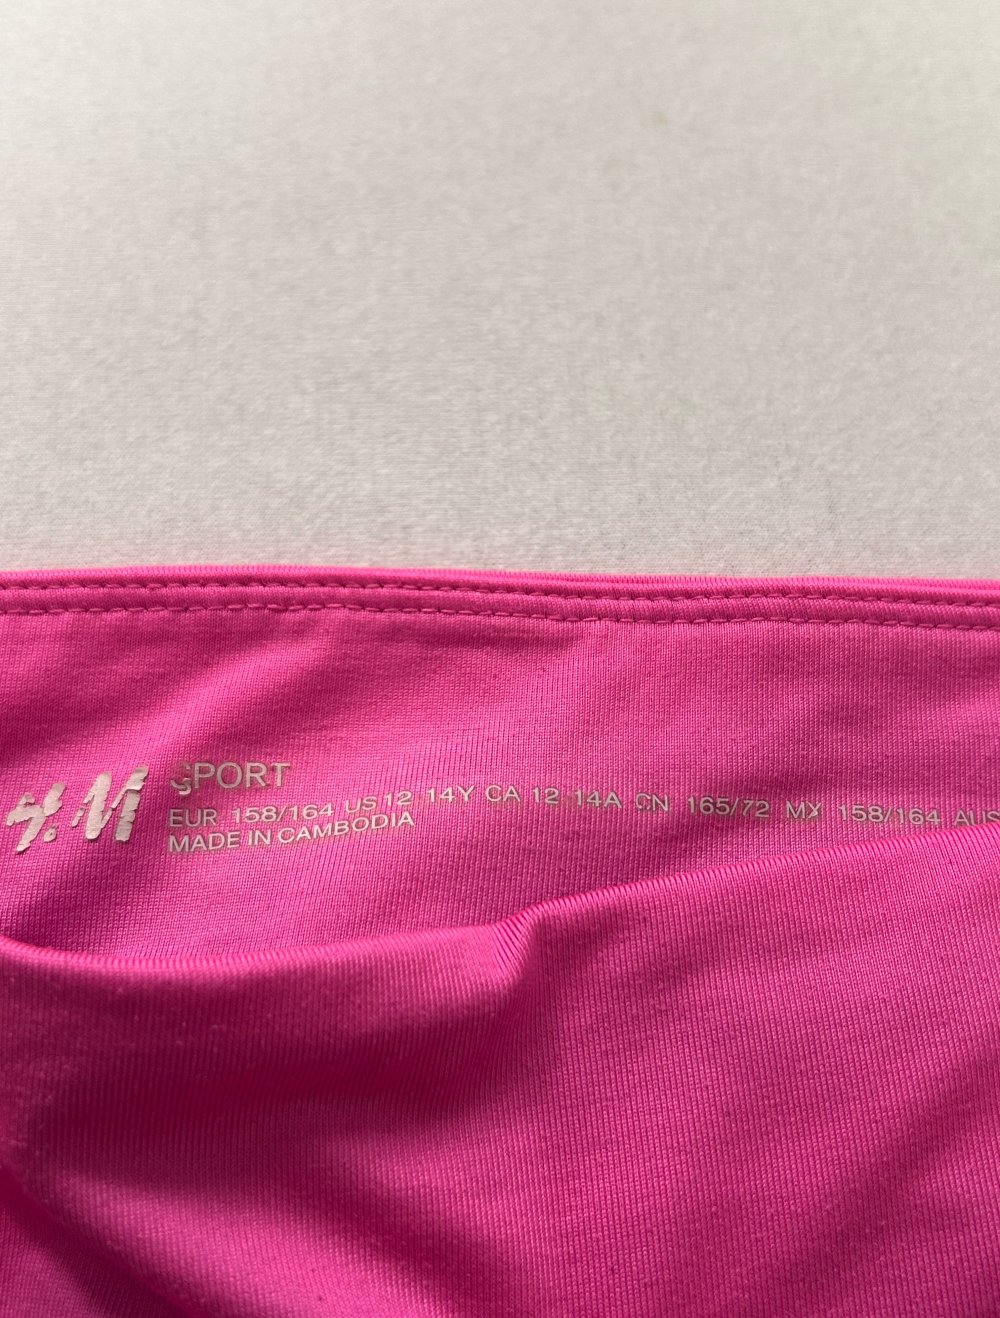 H&M SPORT
EUR 158/164 US 12 14Y CA 12 14A CN 165/72 MX 158/164 AUS
MADE IN CAMBODIA